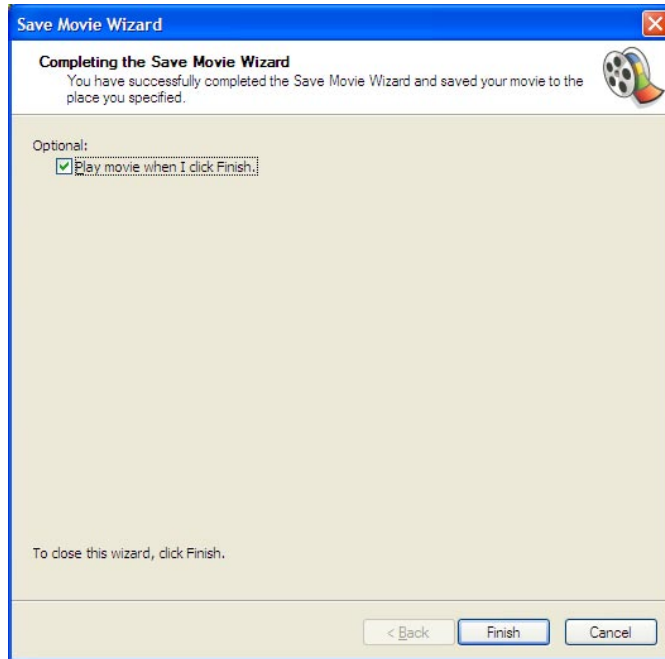 Save Movie Wizard
Completing the Save Movie Wizard
You have successfully completed the Save Movie Wizard and saved your movie to the
place you specified.
Optional:
Play movie when I click Finish.
To close this wizard, click Finish.
< Back
Finish
Cancel